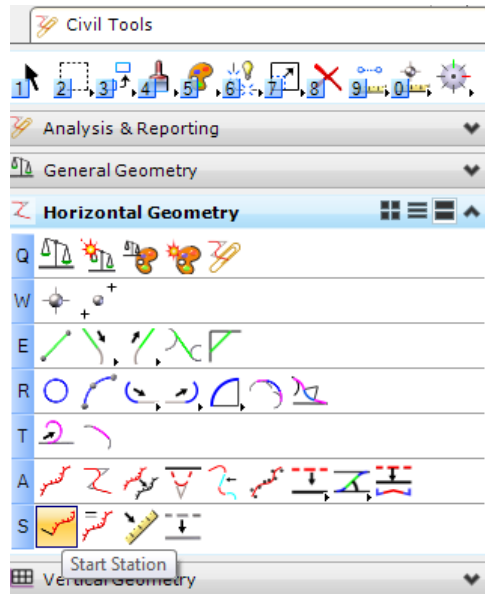 Civil Tools
1 2 3 4 5 6 7 8 9 0
Analysis & Reporting
General Geometry
Horizontal Geometry
Q
W
E
R
T
A
S
Start Station
Vertical Geometry